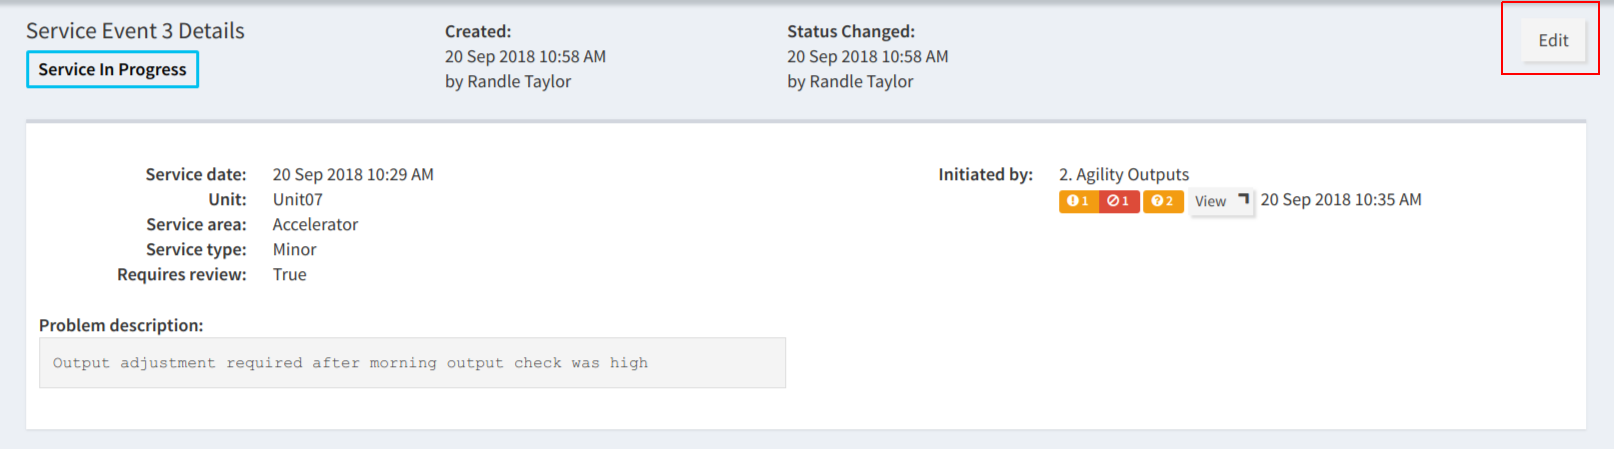 Service Event 3 Details
Service In Progress
Created:
20 Sep 2018 10:58 AM
by Randle Taylor
Status Changed:
20 Sep 2018 10:58 AM
by Randle Taylor
Edit
Service date: 20 Sep 2018 10:29 AM
Unit: Unit07
Service area: Accelerator
Service type: Minor
Requires review: True
Initiated by: 2. Agility Outputs
1 1 2 View 20 Sep 2018 10:35 AM
Problem description:
Output adjustment required after morning output check was high